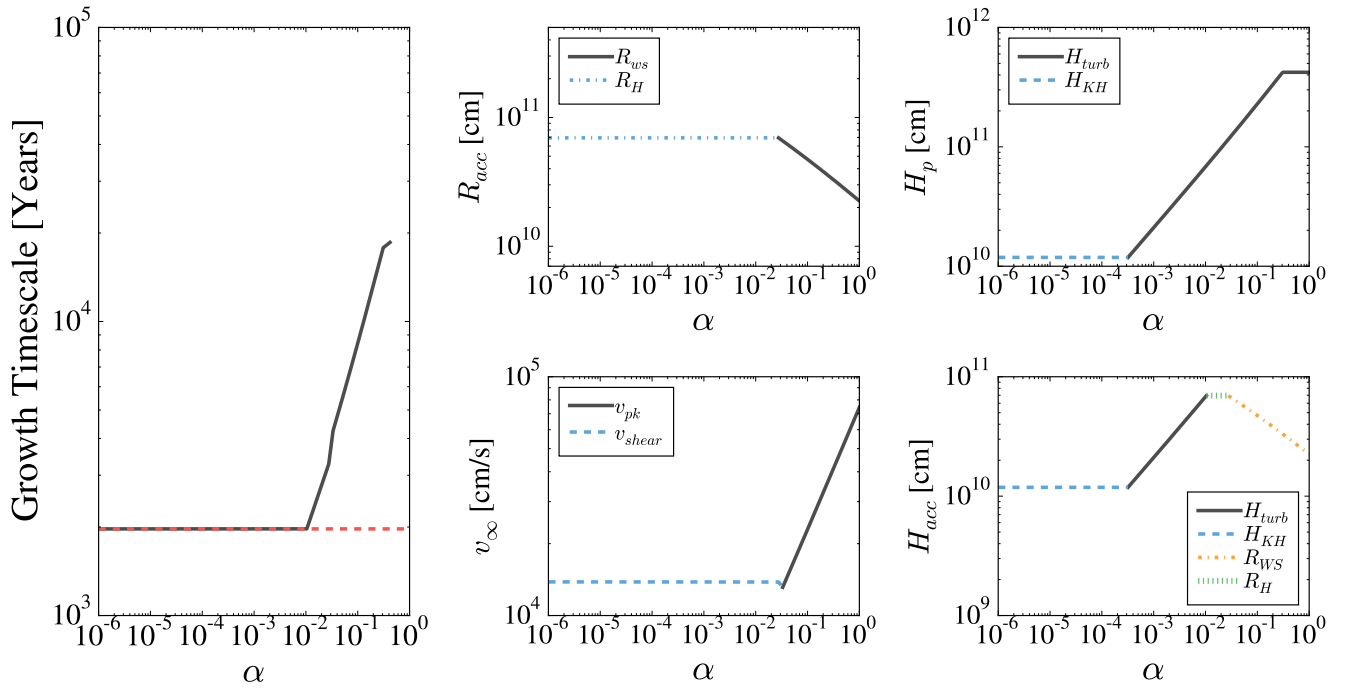 Growth Timescale [Years]
10^5
10^4
10^3
10^-6 10^-5 10^-4 10^-3 10^-2 10^-1 10^0
α
R_acc [cm]
10^11
10^10
R_ws
R_H
10^-6 10^-5 10^-4 10^-3 10^-2 10^-1 10^0
α
H_p [cm]
10^12
10^11
10^10
H_turb
H_KH
10^-6 10^-5 10^-4 10^-3 10^-2 10^-1 10^0
α
v_∞ [cm/s]
10^5
10^4
v_pk
v_shear
10^-6 10^-5 10^-4 10^-3 10^-2 10^-1 10^0
α
H_acc [cm]
10^11
10^10
10^9
H_turb
H_KH
R_WS
R_H
10^-6 10^-5 10^-4 10^-3 10^-2 10^-1 10^0
α